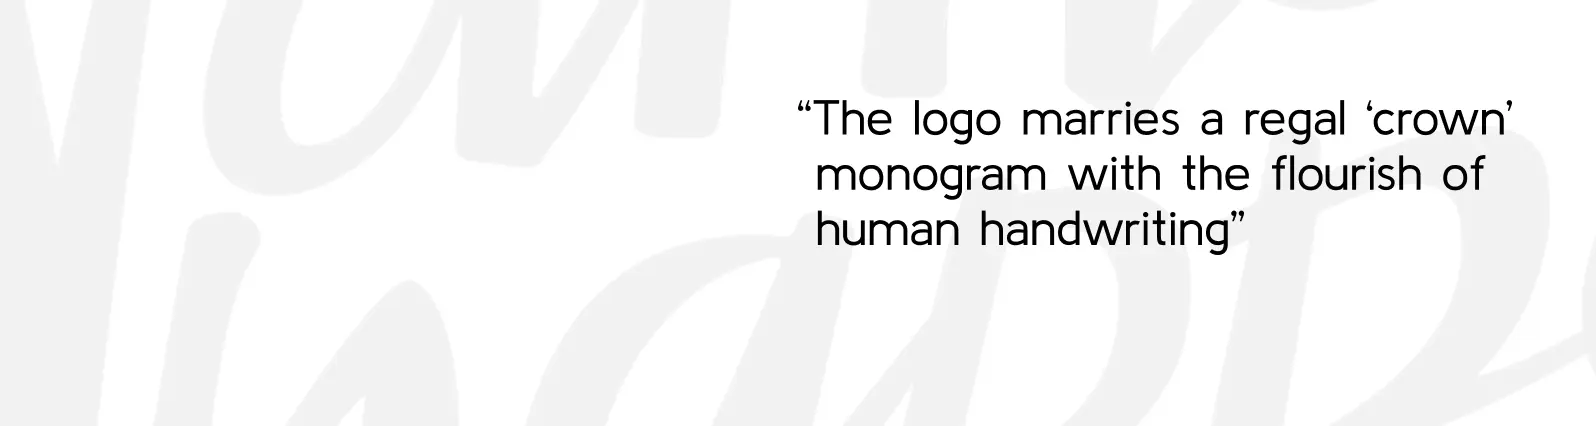 “The logo marries a regal ‘crown’
monogram with the flourish of
human handwriting”